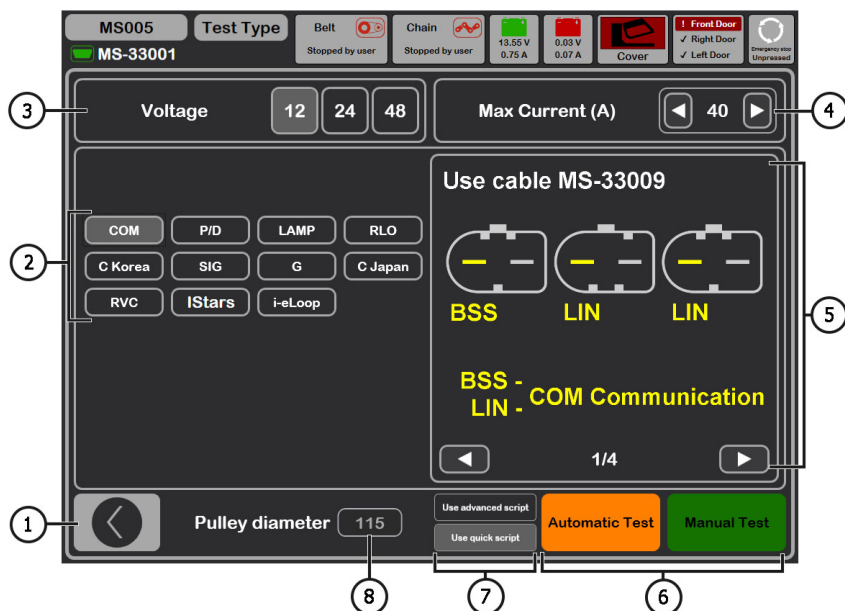 MS005
Test Type
MS-33001
Belt
Stopped by user
Chain
Stopped by user
13.55 V
0.75 A
0.03 V
0.07 A
Cover
! Front Door
✓ Right Door
✓ Left Door
Emergency stop
Unpressed
3
Voltage
12
24
48
Max Current (A)
40
4
2
COM
P/D
LAMP
RLO
C Korea
SIG
G
C Japan
RVC
IStars
i-eLoop
Use cable MS-33009
BSS
LIN
LIN
BSS -
LIN -
COM Communication
1/4
5
1
Pulley diameter
115
Use advanced script
Use quick script
Automatic Test
Manual Test
8
7
6